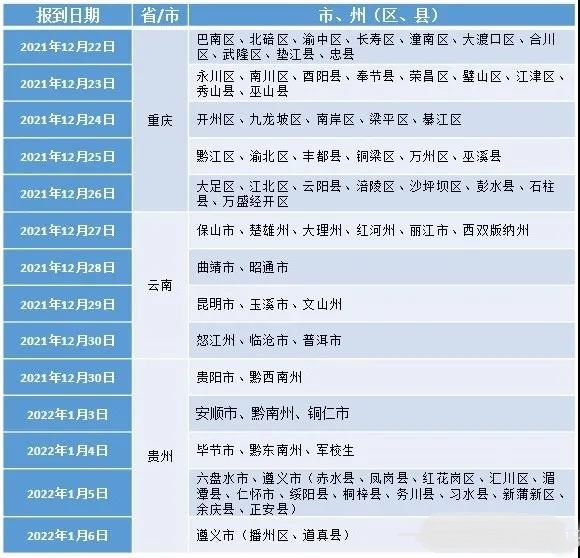 报到日期 省/市 市、州（区、县）
2021年12月22日 巴南区、北碚区、渝中区、长寿区、潼南区、大渡口区、合川
区、武隆区、垫江县、忠县
2021年12月23日 永川区、南川区、酉阳县、奉节县、荣昌区、璧山区、江津区、
秀山县、巫山县
重庆
2021年12月24日 开州区、九龙坡区、南岸区、梁平区、綦江区
2021年12月25日 黔江区、渝北区、丰都县、铜梁区、万州区、巫溪县
2021年12月26日 大足区、江北区、云阳县、涪陵区、沙坪坝区、彭水县、石柱
县、万盛经开区
2021年12月27日 保山市、楚雄州、大理州、红河州、丽江市、西双版纳州
2021年12月28日 曲靖市、昭通市
云南
2021年12月29日 昆明市、玉溪市、文山州
2021年12月30日 怒江州、临沧市、普洱市
2021年12月30日 贵阳市、黔西南州
2022年1月3日 安顺市、黔南州、铜仁市
2022年1月4日 贵州 毕节市、黔东南州、军校生
2022年1月5日 六盘水市、遵义市（赤水县、凤岗县、红花岗区、汇川区、湄
潭县、仁怀市、绥阳县、桐梓县、务川县、习水县、新蒲新区、
余庆县、正安县）
2022年1月6日 遵义市（播州区、道真县）